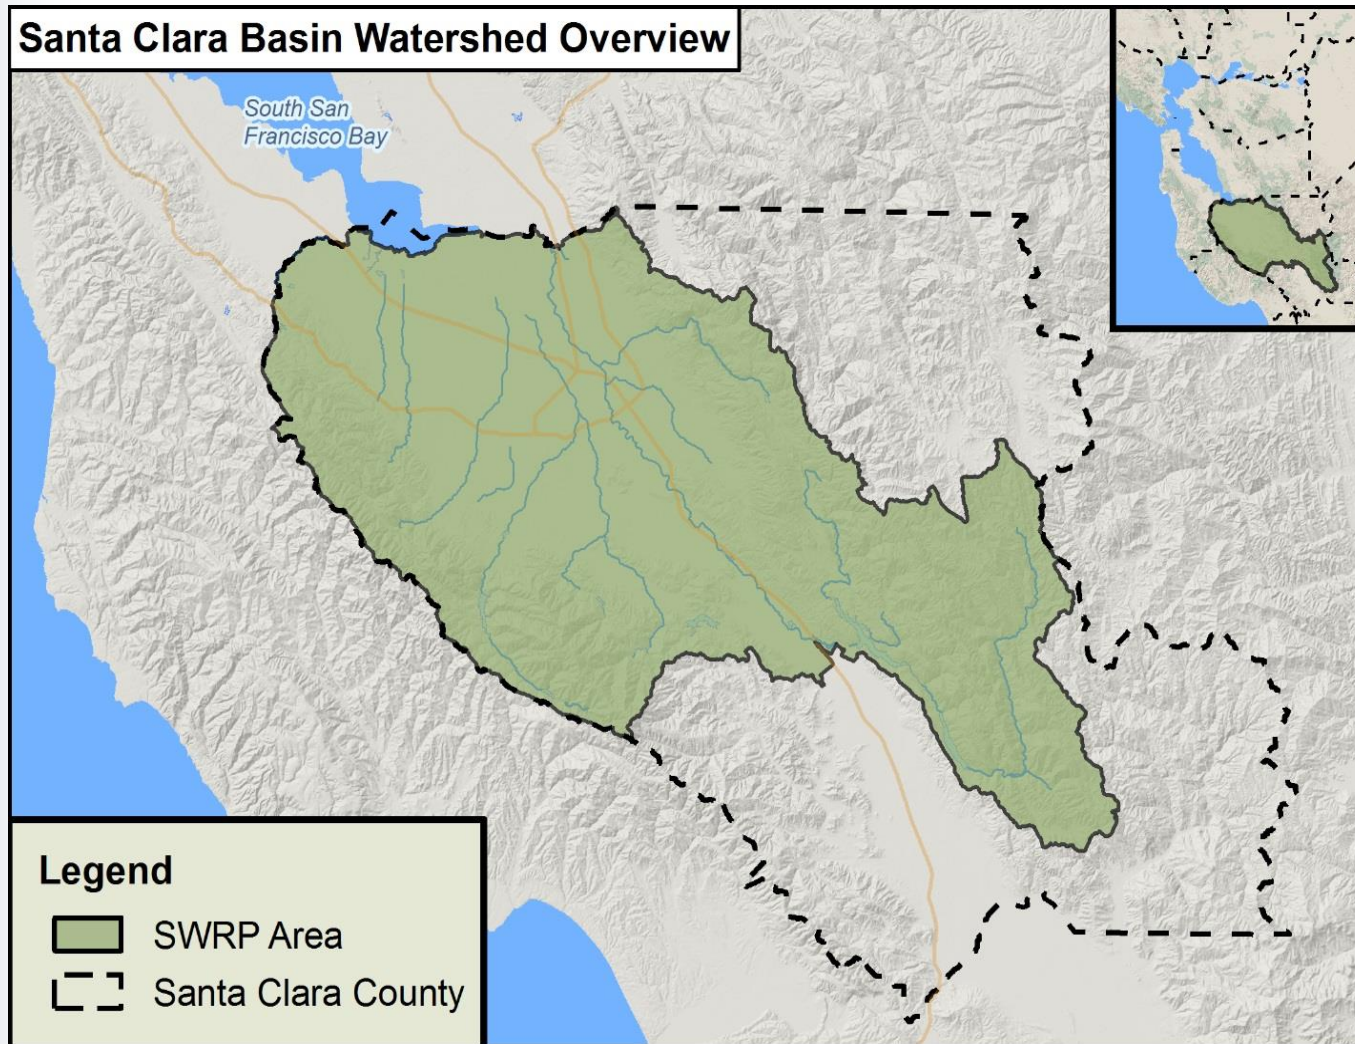 Santa Clara Basin Watershed Overview
South San
Francisco Bay
Legend
SWRP Area
Santa Clara County